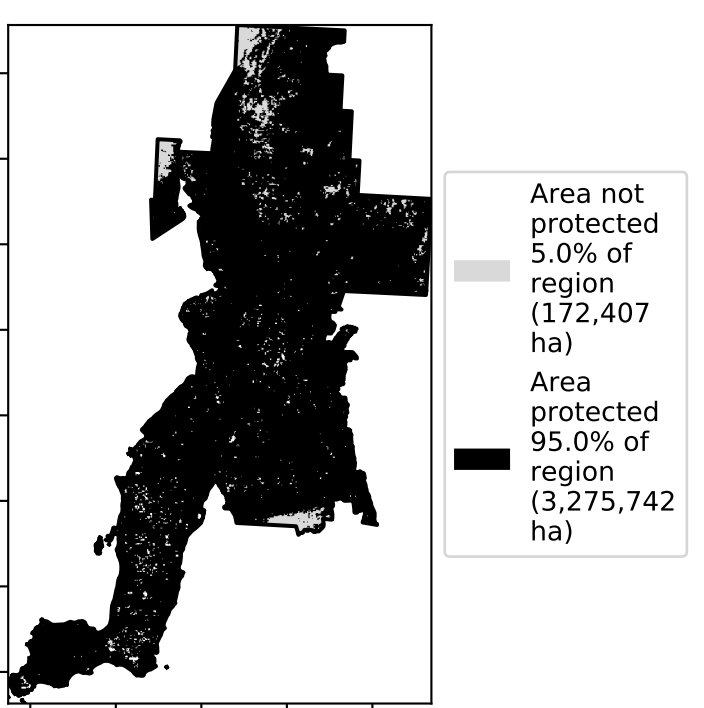 Area not
protected
5.0% of
region
(172,407
ha)
Area
protected
95.0% of
region
(3,275,742
ha)